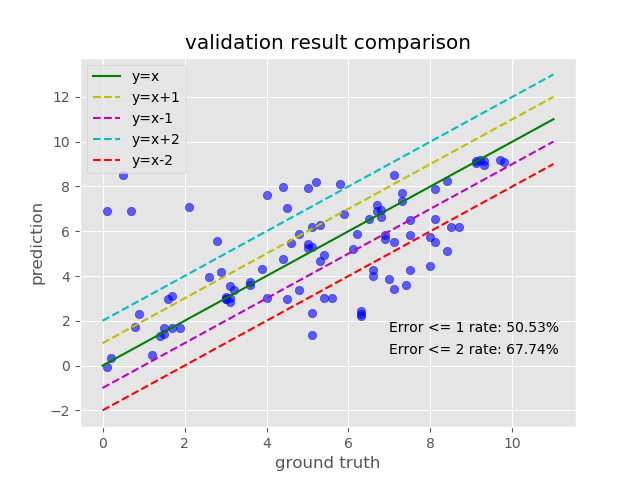 validation result comparison
y=x
y=x+1
y=x-1
y=x+2
y=x-2
12
10
8
6
4
2
0
−2
prediction
Error <= 1 rate: 50.53%
Error <= 2 rate: 67.74%
0 2 4 6 8 10
ground truth